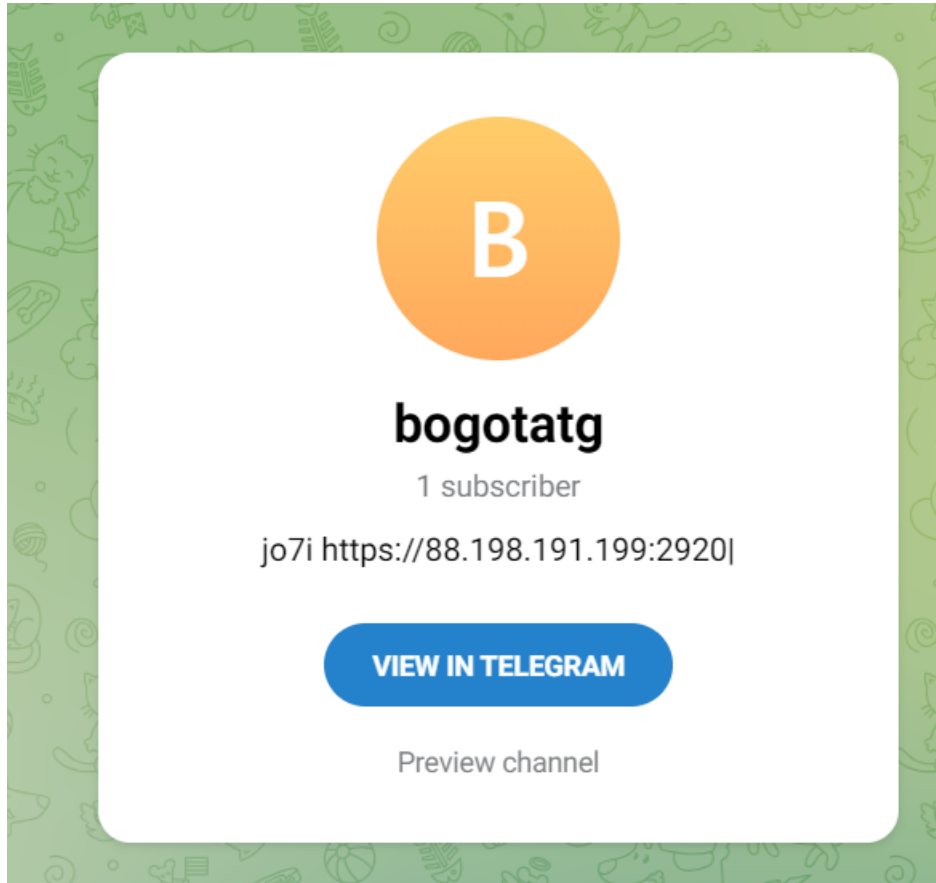 B
bogotatg
1 subscriber
jo7i https://88.198.191.199:2920|
VIEW IN TELEGRAM
Preview channel